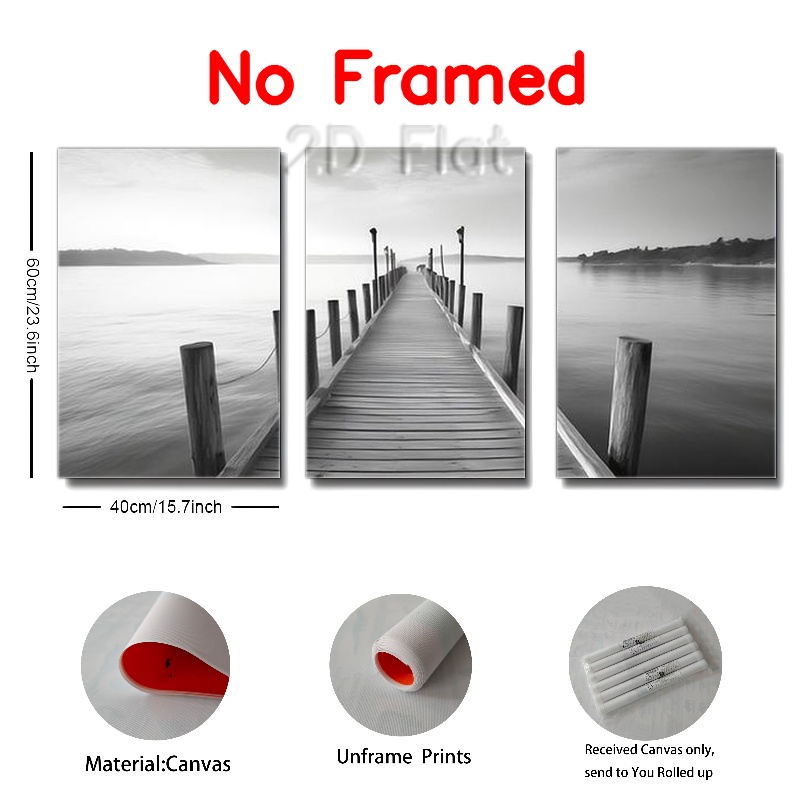 No Framed
2D Flat
60cm/23.6inch
40cm/15.7inch
Material:Canvas
Unframe Prints
Received Canvas only,
send to You Rolled up